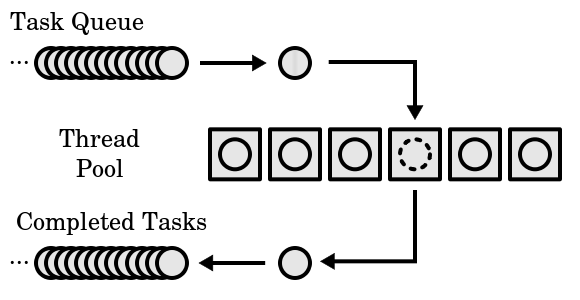 Task Queue
...
Thread
Pool
Completed Tasks
...